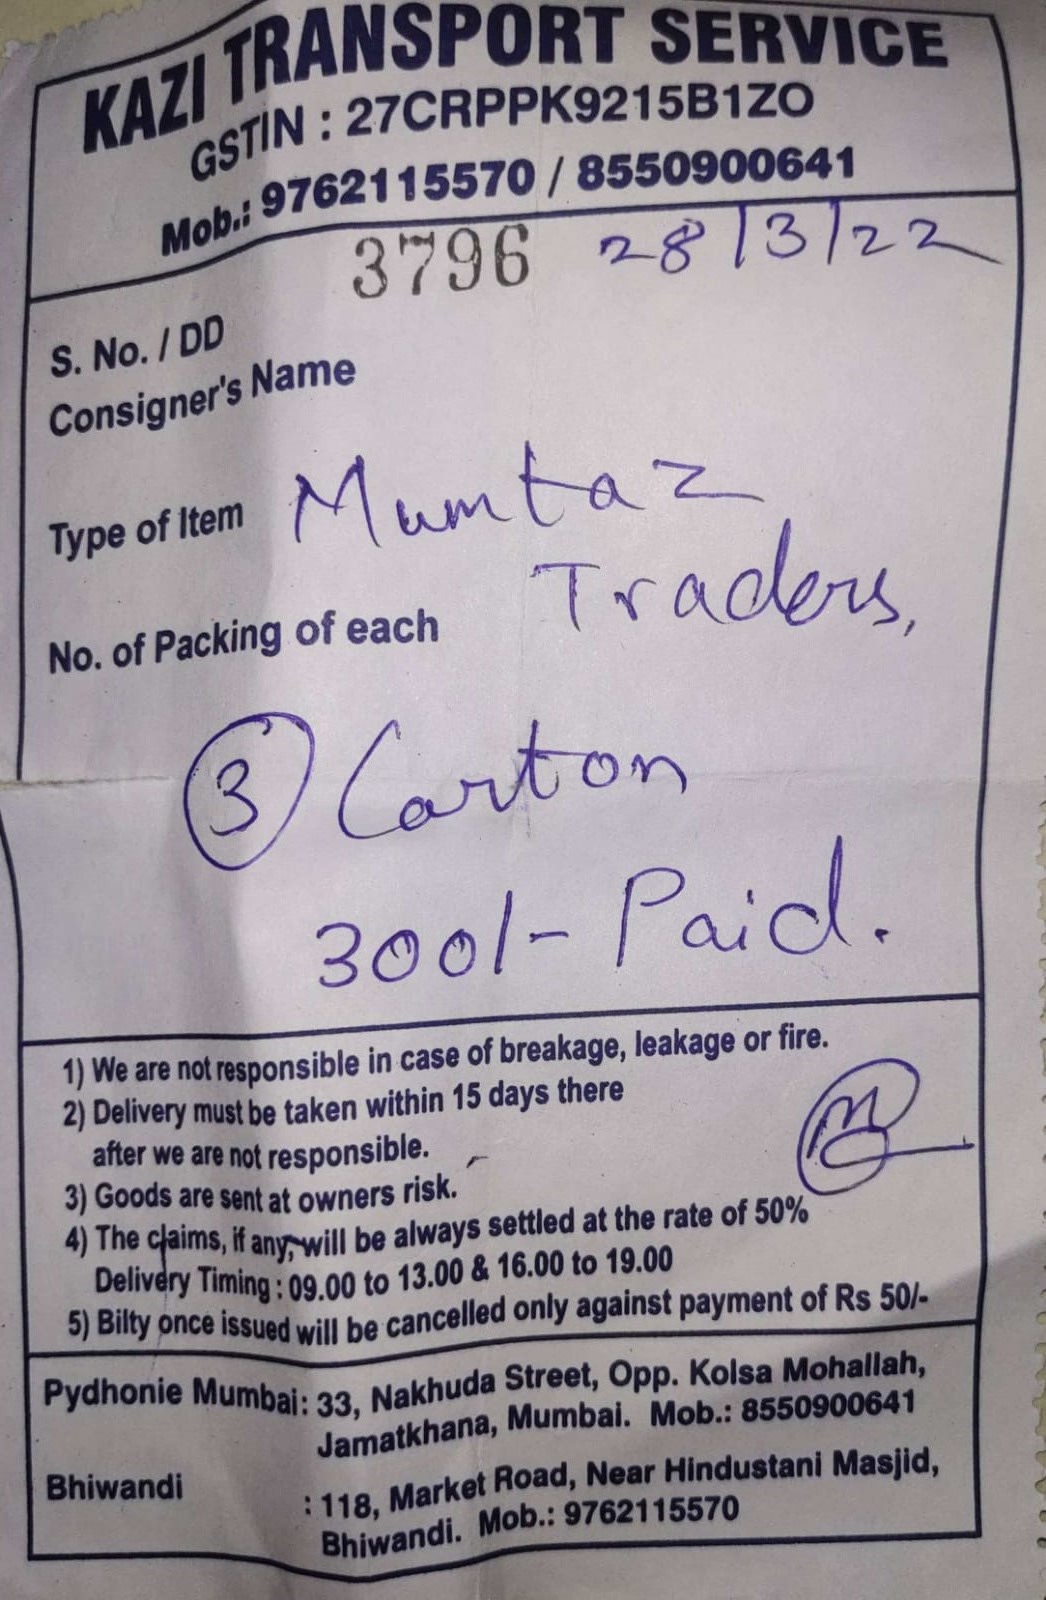 KAZI TRANSPORT SERVICE
GSTIN : 27CRPPK9215B1ZO
Mob.: 9762115570 / 8550900641
3796 28/3/22
S. No. / DD
Consigner's Name
Type of Item Mumtaz
Traders,
No. of Packing of each
3 Carton
300/- Paid.
1) We are not responsible in case of breakage, leakage or fire.
2) Delivery must be taken within 15 days there
after we are not responsible.
3) Goods are sent at owners risk.
4) The claims, if any, will be always settled at the rate of 50%
Delivery Timing : 09.00 to 13.00 & 16.00 to 19.00
5) Bilty once issued will be cancelled only against payment of Rs 50/-
Pydhonie Mumbai: 33, Nakhuda Street, Opp. Kolsa Mohallah,
Jamatkhana, Mumbai. Mob.: 8550900641
Bhiwandi : 118, Market Road, Near Hindustani Masjid,
Bhiwandi. Mob.: 9762115570